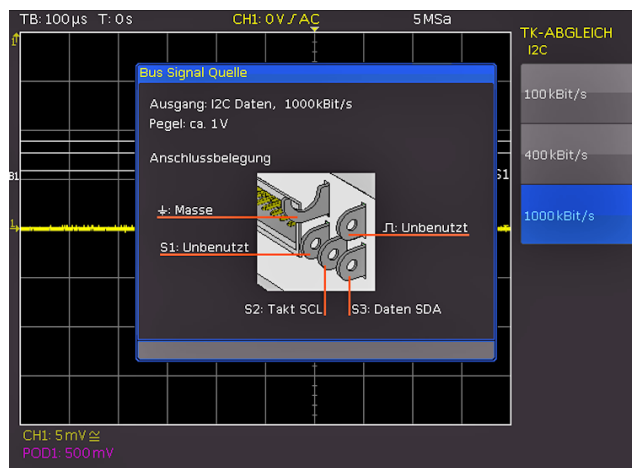 TB: 100µs T: 0s CH1: 0V ∫ AC 5MSa
TK-ABGLEICH
I2C
Bus Signal Quelle
100kBit/s
Ausgang: I2C Daten, 1000kBit/s
Pegel: ca. 1V
400kBit/s
Anschlussbelegung
B1
S1
⏚: Masse
1000kBit/s
⎍: Unbenutzt
S1: Unbenutzt
S2: Takt SCL
S3: Daten SDA
CH1: 5mV≅
POD1: 500mV